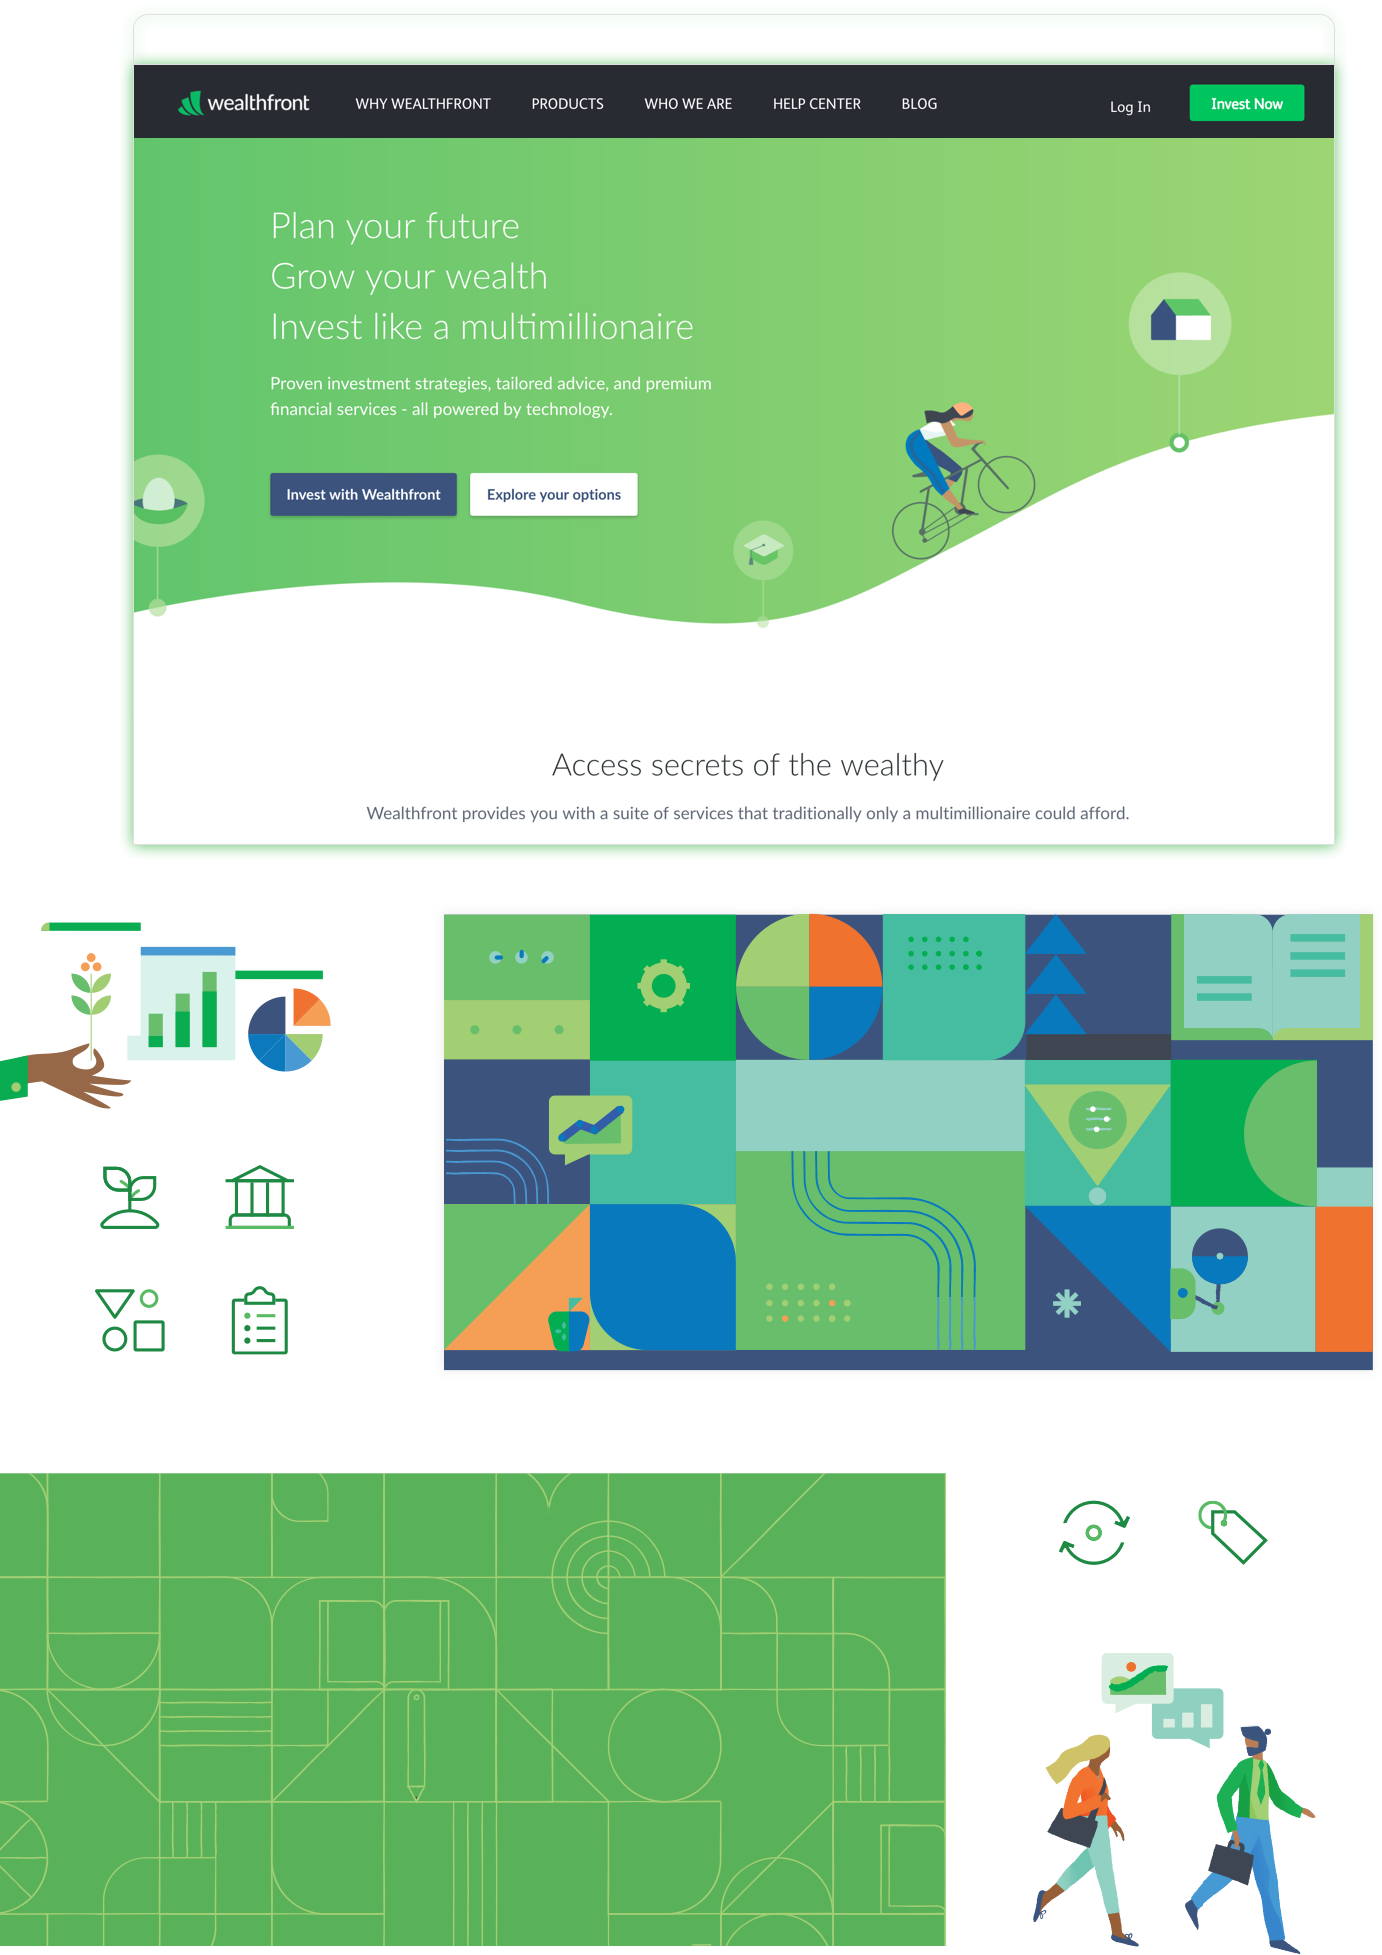 wealthfront
WHY WEALTHFRONT PRODUCTS WHO WE ARE HELP CENTER BLOG
Log In
Invest Now
Plan your future
Grow your wealth
Invest like a multimillionaire
Proven investment strategies, tailored advice, and premium
financial services - all powered by technology.
Invest with Wealthfront
Explore your options
Access secrets of the wealthy
Wealthfront provides you with a suite of services that traditionally only a multimillionaire could afford.